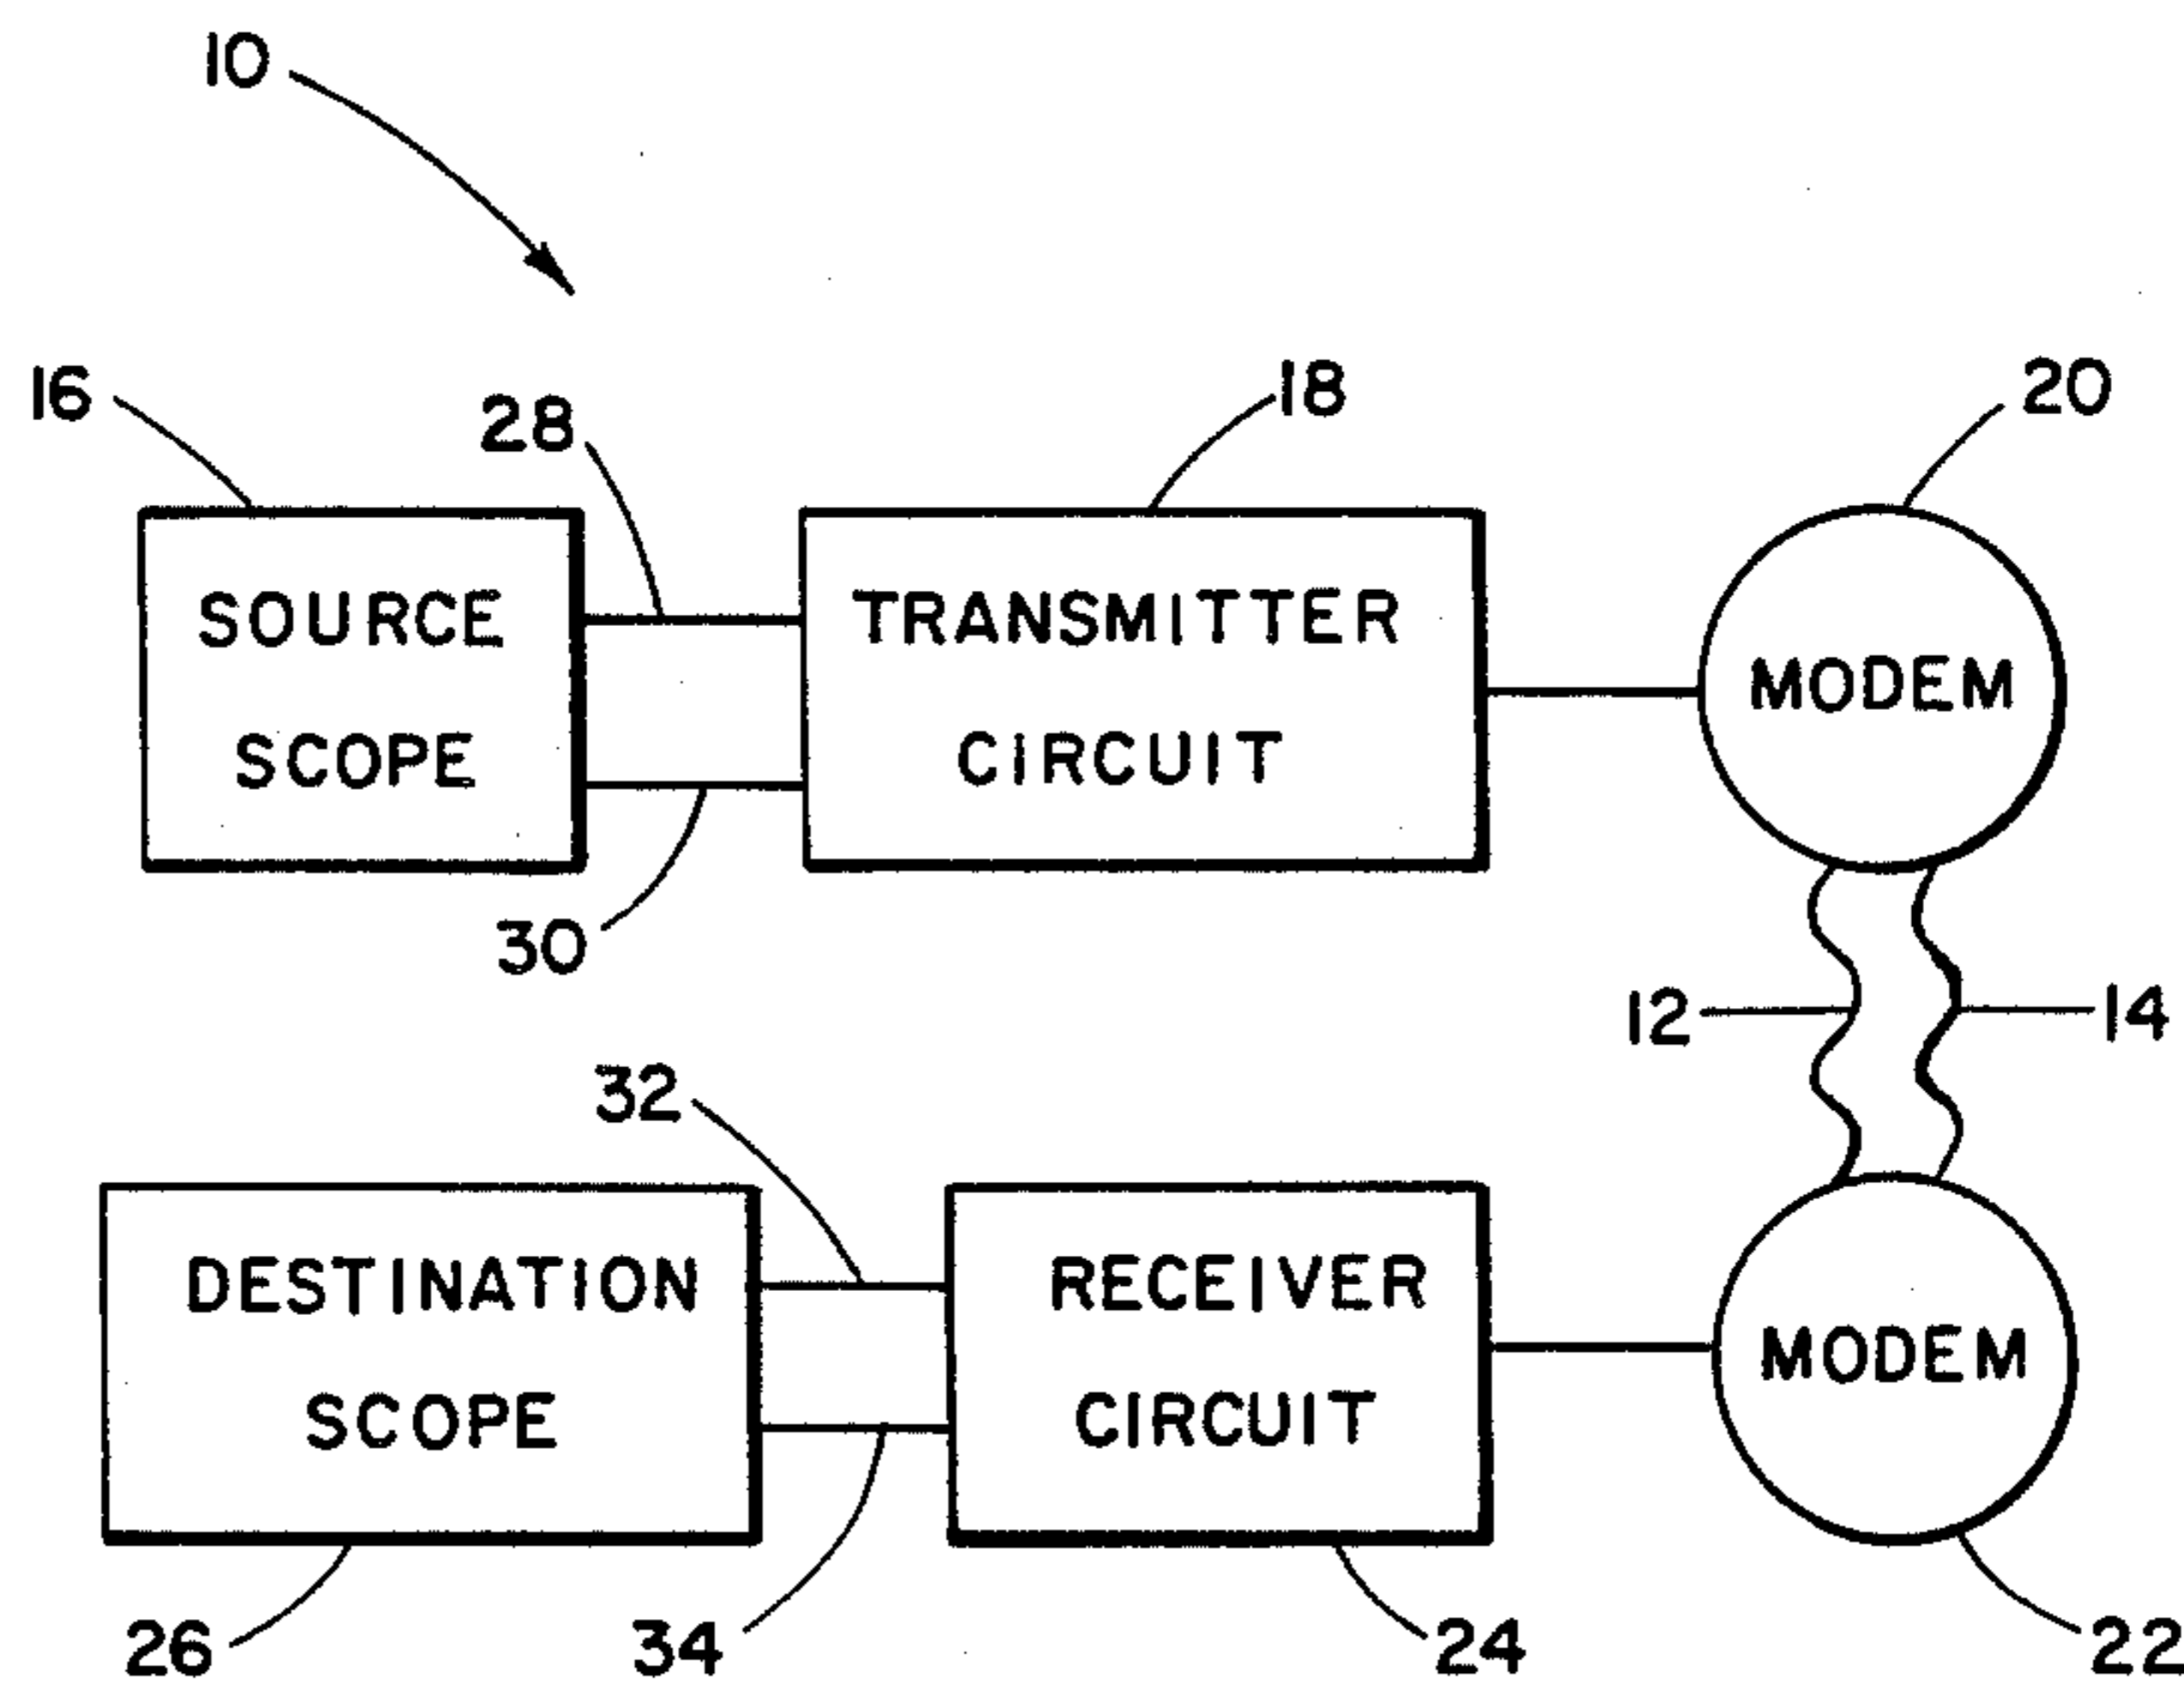 10
16
28
18
20
SOURCE
SCOPE
TRANSMITTER
CIRCUIT
MODEM
30
12
14
32
DESTINATION
SCOPE
RECEIVER
CIRCUIT
MODEM
26
34
24
22